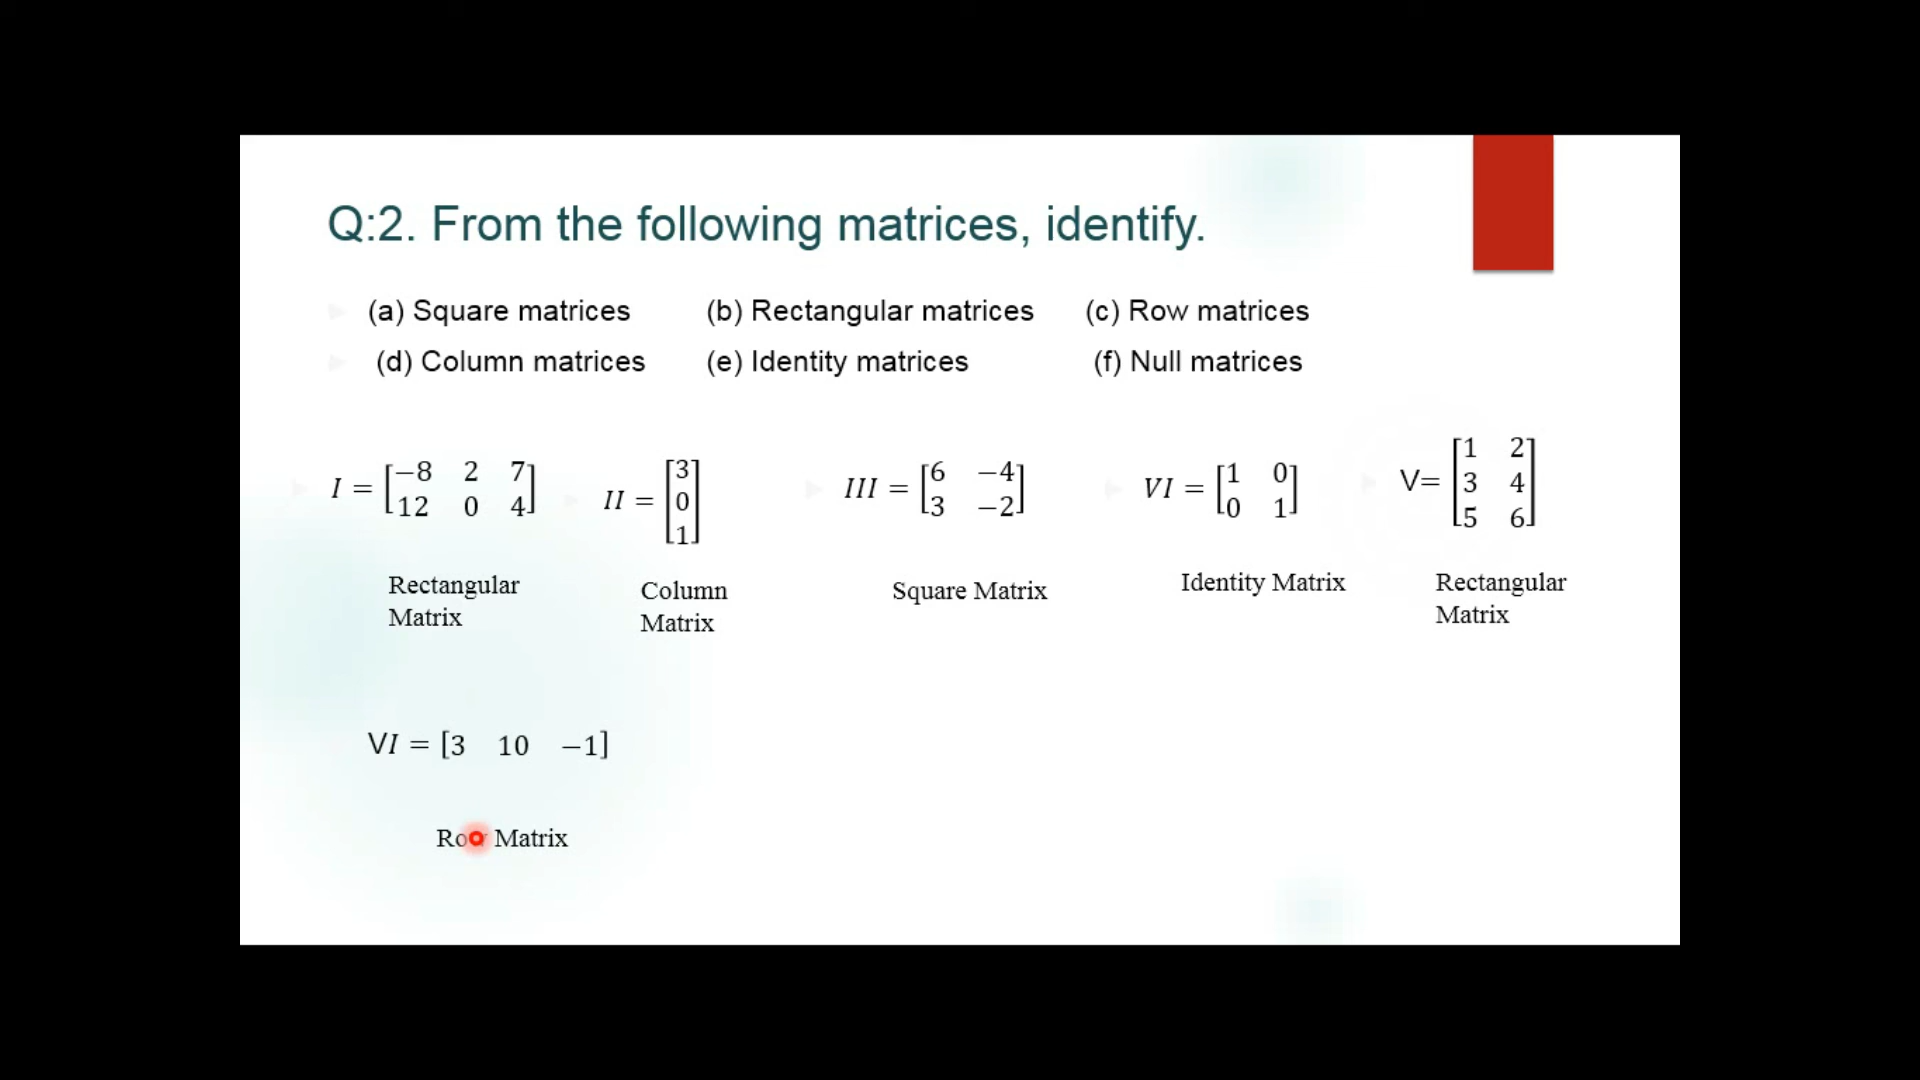 Q:2. From the following matrices, identify.
(a) Square matrices (b) Rectangular matrices (c) Row matrices
(d) Column matrices (e) Identity matrices (f) Null matrices
I = [−8 2 7
12 0 4]
II = [3
0
1]
III = [6 −4
3 −2]
VI = [1 0
0 1]
V= [1 2
3 4
5 6]
Rectangular
Matrix
Column
Matrix
Square Matrix
Identity Matrix
Rectangular
Matrix
VI = [3 10 −1]
Row Matrix